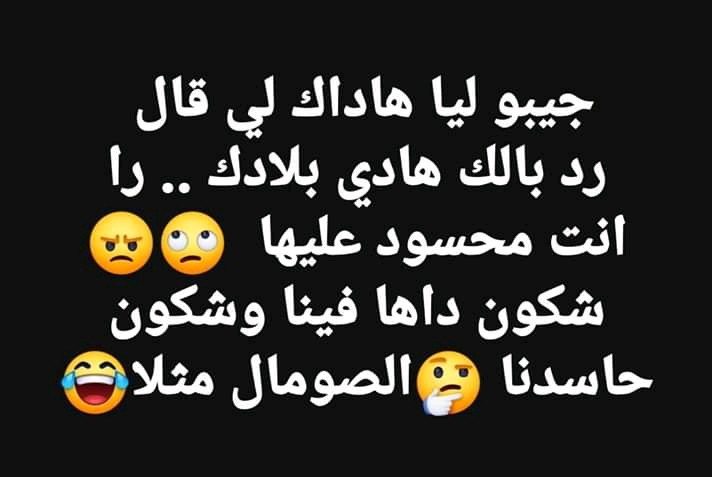 جيبو ليا هاداك لي قال
رد بالك هادي بلادك .. را
انت محسود عليها 🙄😠
شكون داها فينا وشكون
حاسدنا 🤔الصومال مثلا😂